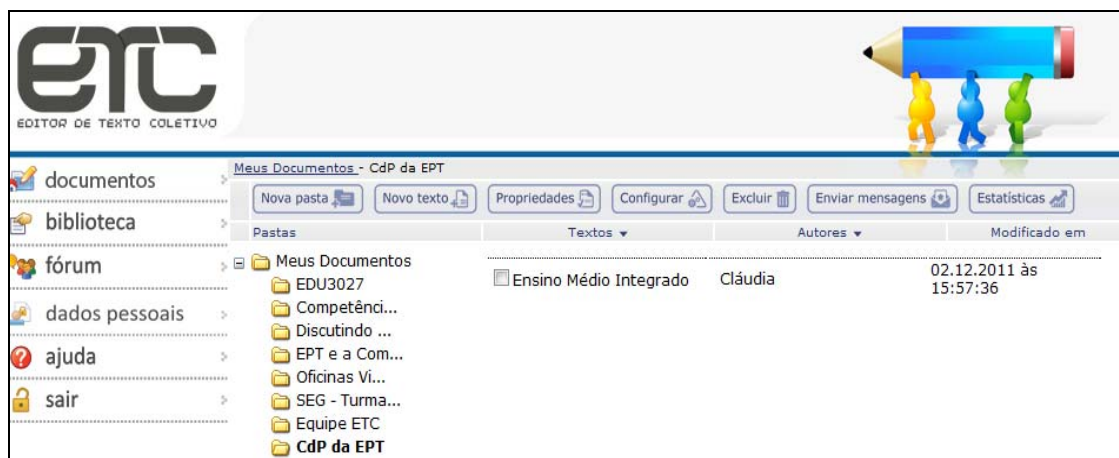 ETC
EDITOR DE TEXTO COLETIVO
documentos
biblioteca
fórum
dados pessoais
ajuda
sair
Meus Documentos - CdP da EPT
Nova pasta Novo texto Propriedades Configurar Excluir Enviar mensagens Estatísticas
Pastas Textos Autores Modificado em
Meus Documentos
EDU3027
Competênci...
Discutindo ...
EPT e a Com...
Oficinas Vi...
SEG - Turma...
Equipe ETC
CdP da EPT
Ensino Médio Integrado Cláudia 02.12.2011 às
15:57:36